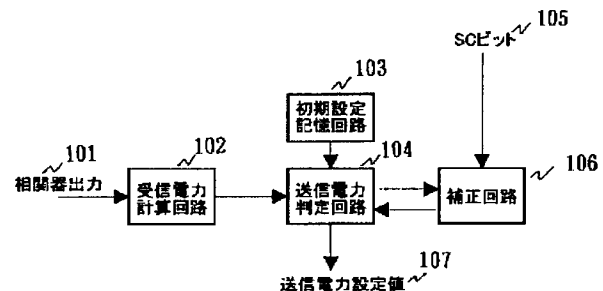 105
SCビット
103
初期設定
記憶回路
101
相関器出力
102
受信電力
計算回路
104
送信電力
判定回路
106
補正回路
107
送信電力設定値